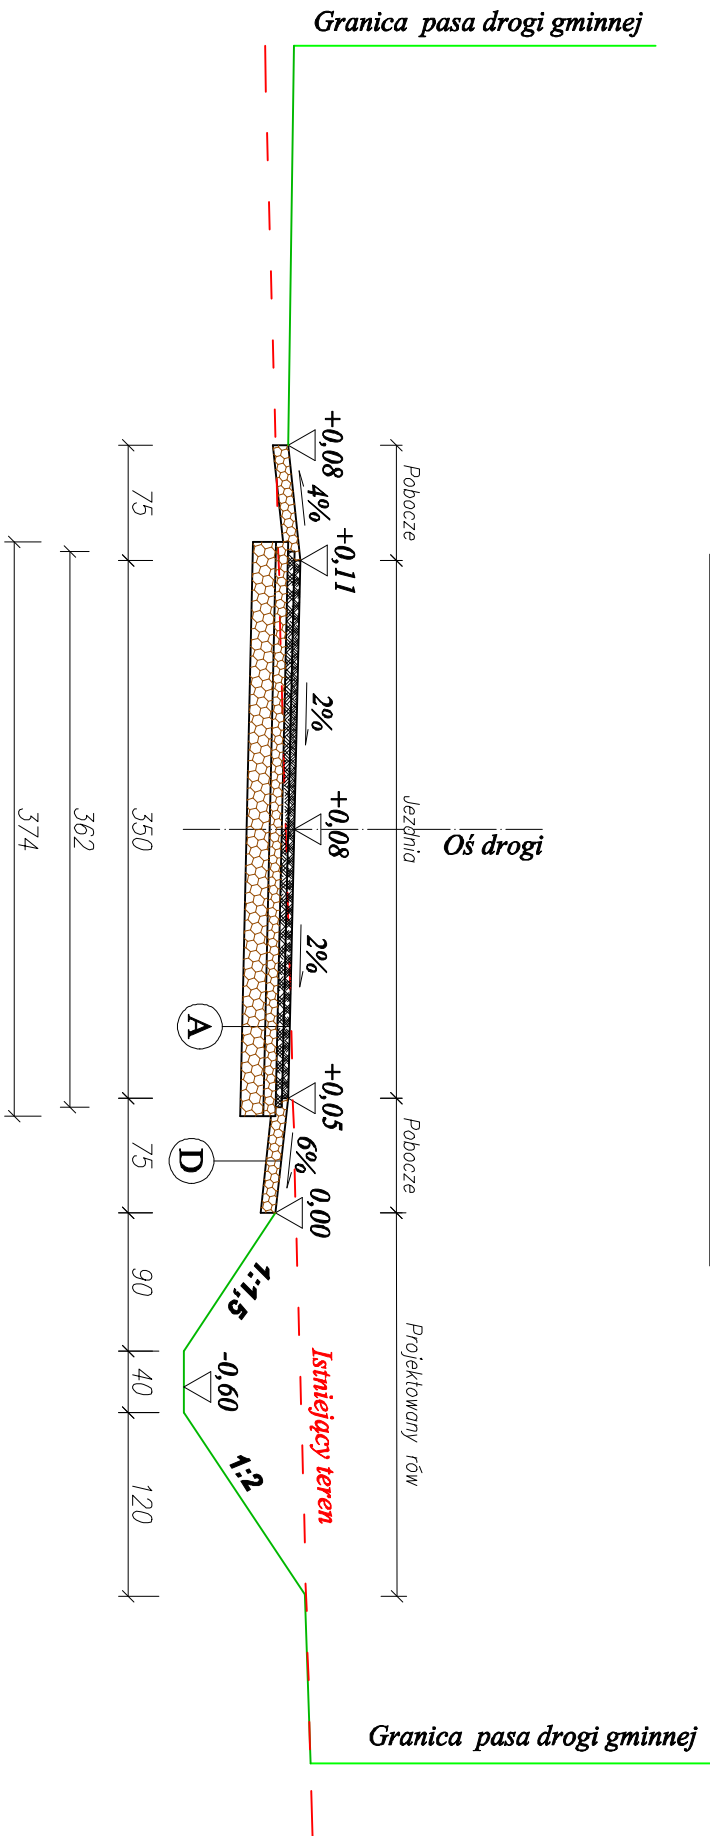 Granica pasa drogi gminnej
Pobocze
Jezdnia
Pobocze
Projektowany rów
Oś drogi
+0,08
4%
+0,11
2%
+0,08
2%
+0,05
6%
0,00
1:1,5
-0,60
1:2
Istniejący teren
A
D
75
350
75
90
40
120
362
374
Granica pasa drogi gminnej